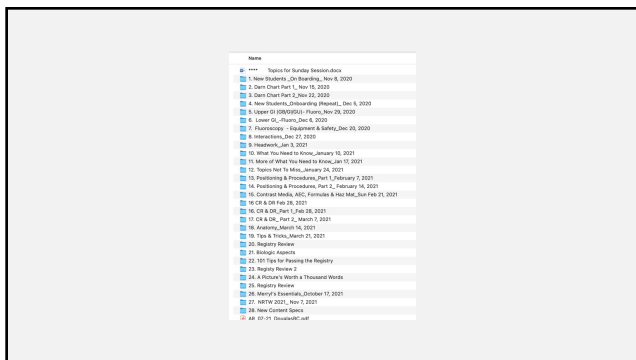 Name
**** Topics for Sunday Session.docx
1. New Students _On Boarding_ Nov 8, 2020
2. Darn Chart Part 1_ Nov 15, 2020
3. Darn Chart Part 2_Nov 22, 2020
4. New Students_Onboarding (Repeat)_ Dec 5, 2020
5. Upper GI (GB/GI/GU)- Fluoro_Nov 29, 2020
6. Lower GI_-Fluoro_Dec 6, 2020
7. Fluoroscopy - Equipment & Safety_Dec 20, 2020
8. Interactions_Dec 27, 2020
9. Headwork_Jan 3, 2021
10. What You Need to Know_January 10, 2021
11. More of What You Need to Know_Jan 17, 2021
12. Topics Not To Miss_January 24, 2021
13. Positioning & Procedures_Part 1_February 7, 2021
14. Positioning & Procedures, Part 2_ February 14, 2021
15. Contrast Media, AEC, Formulas & Haz Mat_Sun Feb 21, 2021
16 CR & DR Feb 28, 2021
16. CR & DR_Part 1_Feb 28, 2021
17. CR & DR_ Part 2_ March 7, 2021
18. Anatomy_March 14, 2021
19. Tips & Tricks_March 21, 2021
20. Registry Review
21. Biologic Aspects
22. 101 Tips for Passing the Registry
23. Registy Review 2
24. A Picture's Worth a Thousand Words
25. Registry Review
26. Merryl's Essentials_October 17, 2021
27. NRTW 2021_ Nov 7, 2021
28. New Content Specs
AB_07-21_DouglasBC.pdf